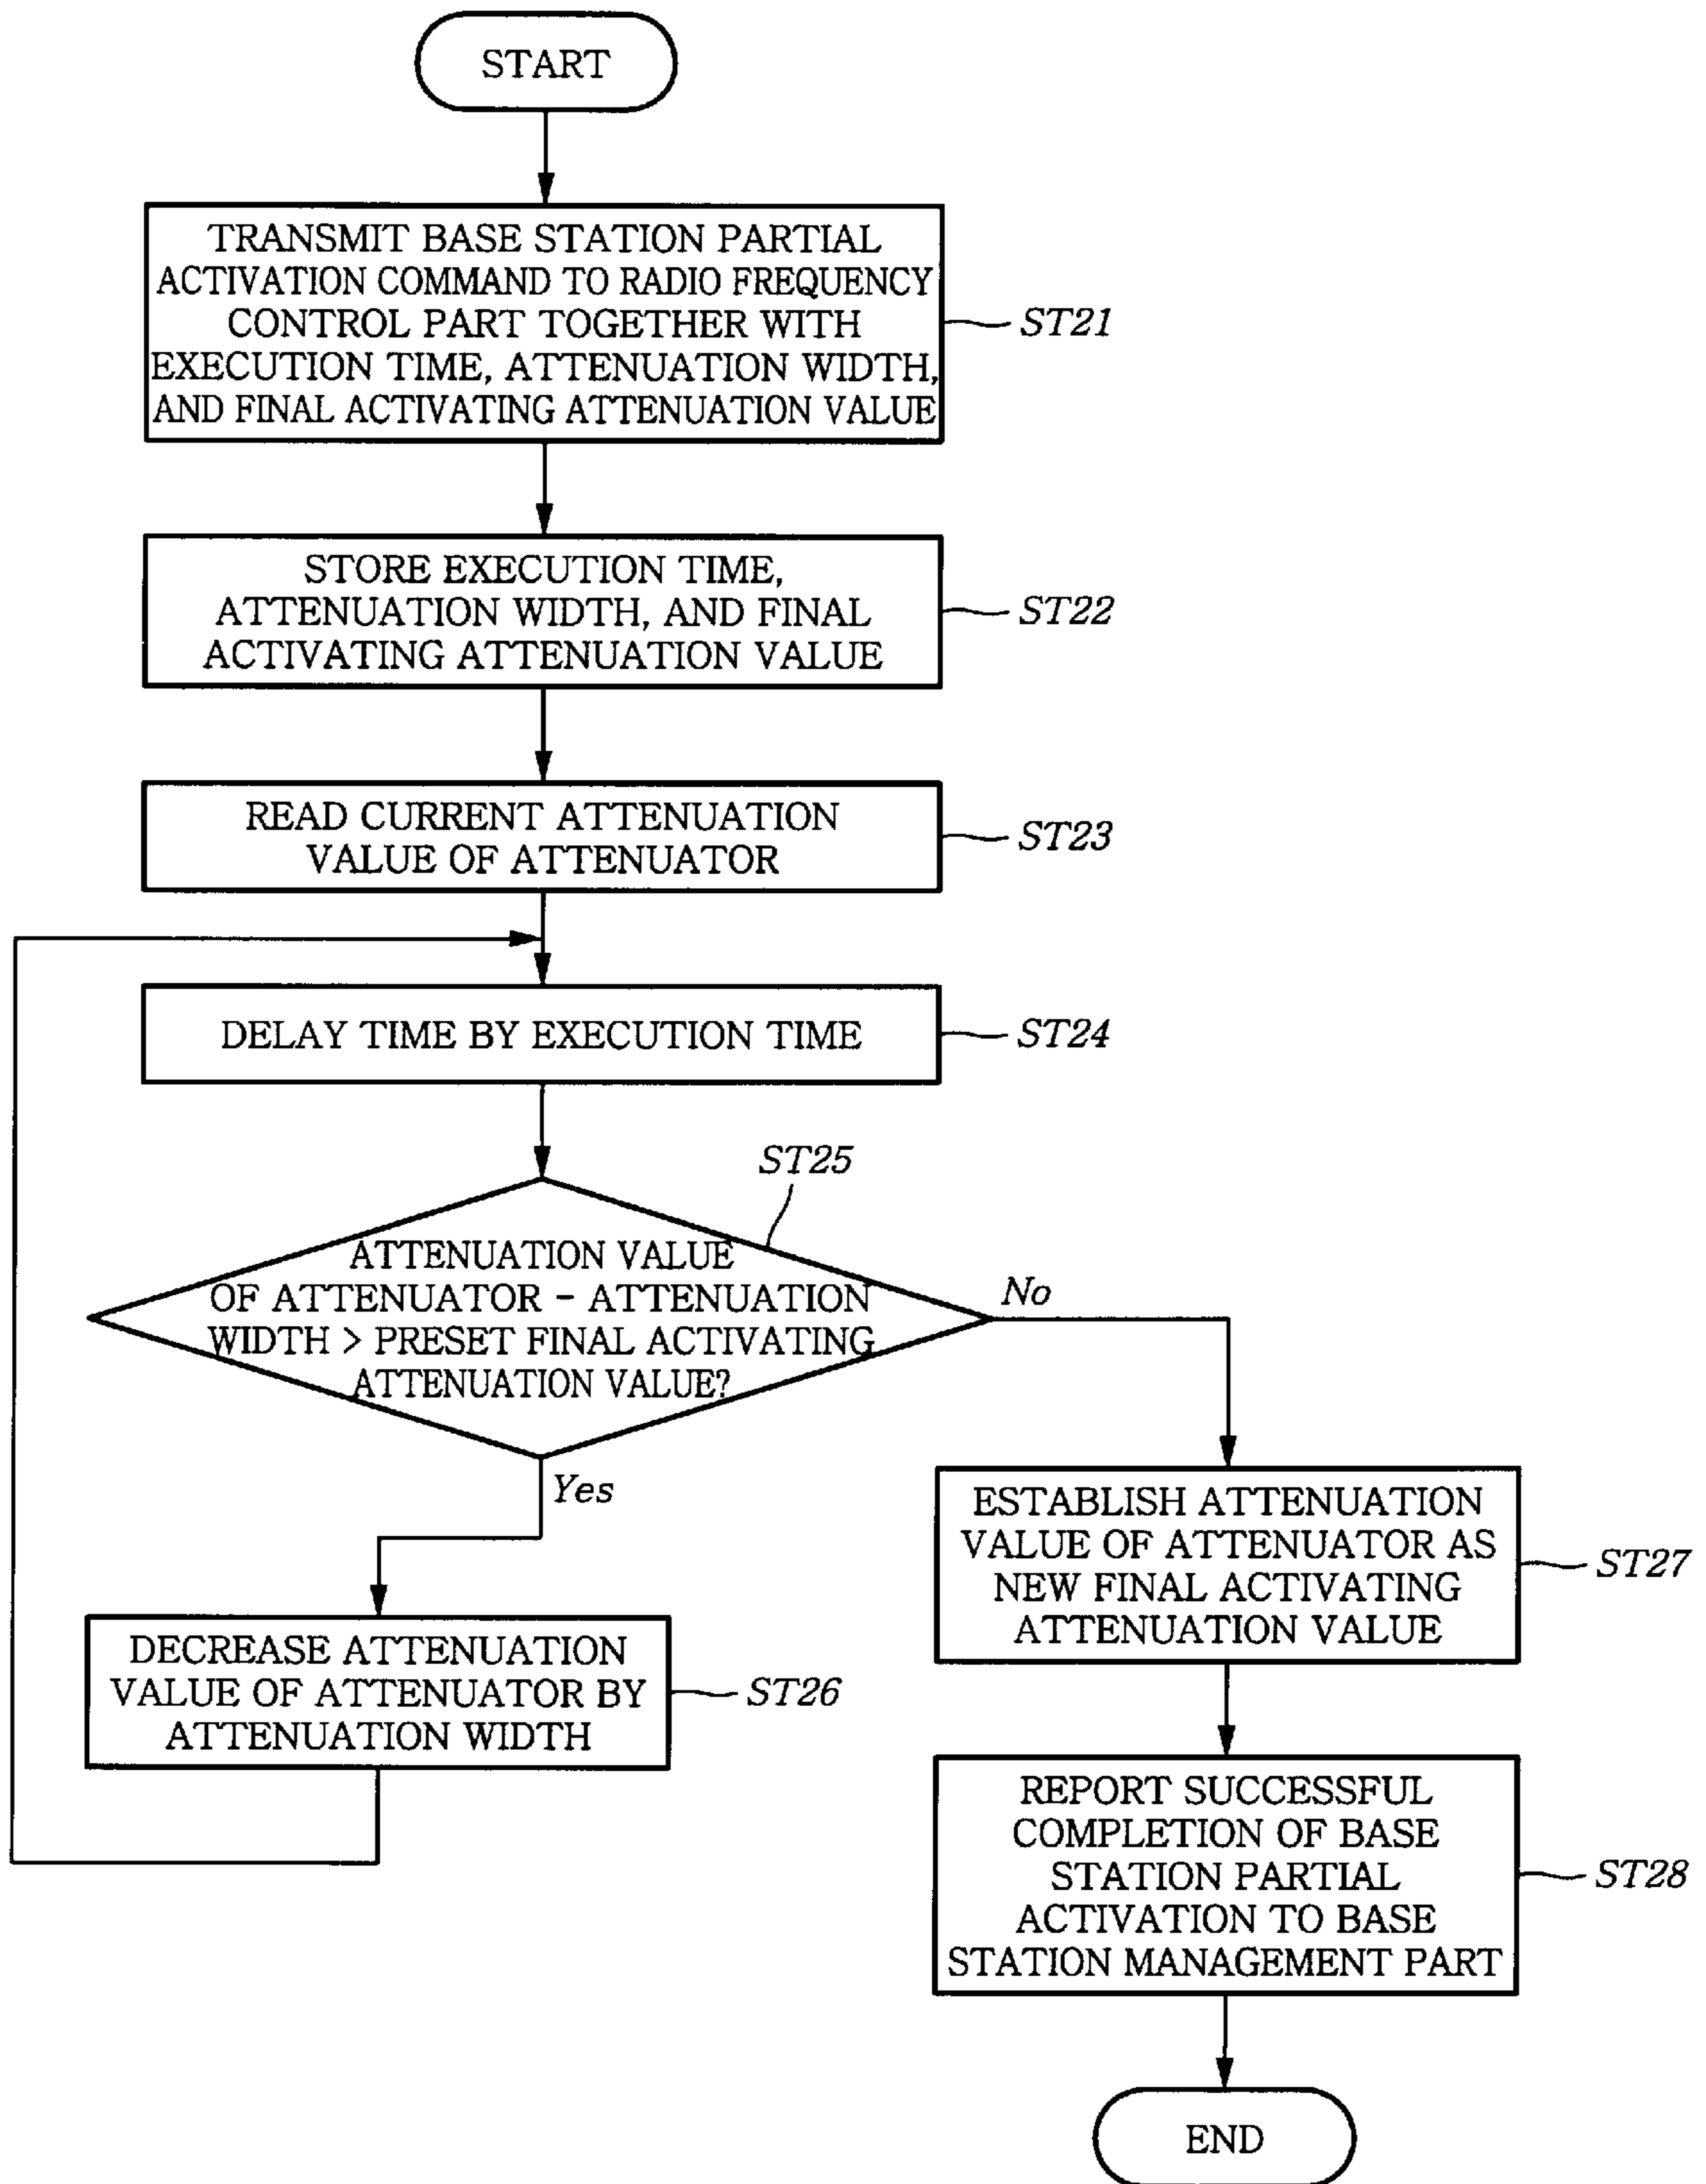 START
TRANSMIT BASE STATION PARTIAL
ACTIVATION COMMAND TO RADIO FREQUENCY
CONTROL PART TOGETHER WITH
EXECUTION TIME, ATTENUATION WIDTH,
AND FINAL ACTIVATING ATTENUATION VALUE
ST21
STORE EXECUTION TIME,
ATTENUATION WIDTH, AND FINAL
ACTIVATING ATTENUATION VALUE
ST22
READ CURRENT ATTENUATION
VALUE OF ATTENUATOR
ST23
DELAY TIME BY EXECUTION TIME
ST24
ST25
ATTENUATION VALUE
OF ATTENUATOR - ATTENUATION
WIDTH > PRESET FINAL ACTIVATING
ATTENUATION VALUE?
No
Yes
DECREASE ATTENUATION
VALUE OF ATTENUATOR BY
ATTENUATION WIDTH
ST26
ESTABLISH ATTENUATION
VALUE OF ATTENUATOR AS
NEW FINAL ACTIVATING
ATTENUATION VALUE
ST27
REPORT SUCCESSFUL
COMPLETION OF BASE
STATION PARTIAL
ACTIVATION TO BASE
STATION MANAGEMENT PART
ST28
END